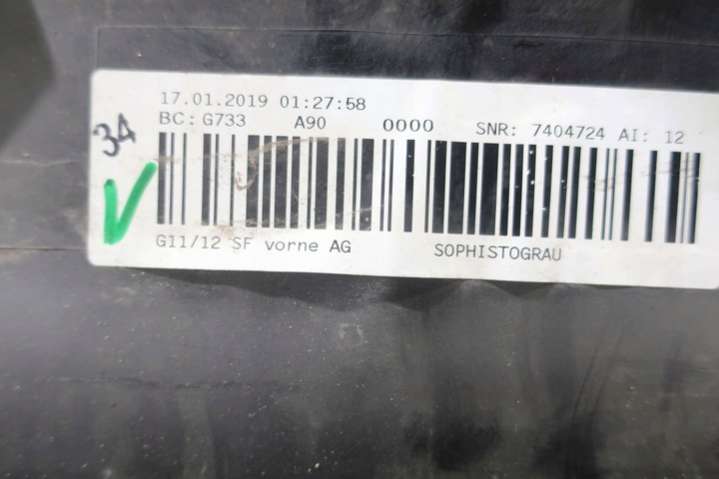 17.01.2019 01:27:58
BC: G733 A90 0000 SNR: 7404724 AI: 12
34
G11/12 SF vorne AG SOPHISTOGRAU